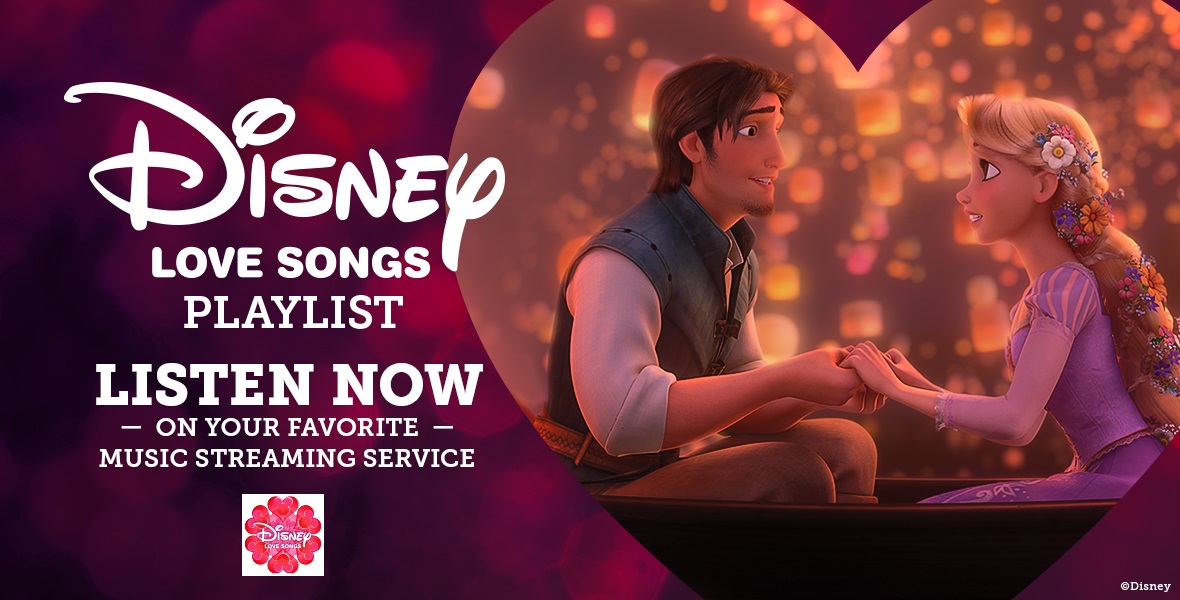 Disney
LOVE SONGS
PLAYLIST
LISTEN NOW
— ON YOUR FAVORITE —
MUSIC STREAMING SERVICE
Disney
LOVE SONGS
©Disney